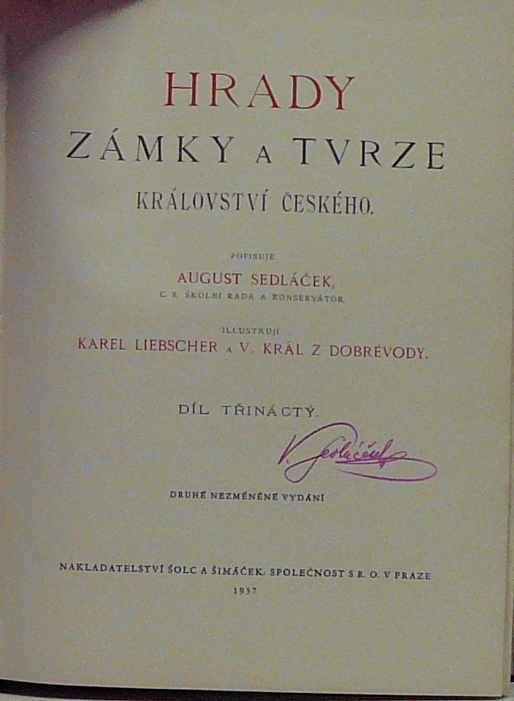 HRADY
ZÁMKY A TVRZE
KRÁLOVSTVÍ ČESKÉHO.
POPISUJE
AUGUST SEDLÁČEK,
C. K. ŠKOLNÍ RADA A KONSERVÁTOR.
ILLUSTRUJÍ
KAREL LIEBSCHER A V. KRÁL Z DOBRÉVODY.
DÍL TŘINÁCTÝ.
V. Sedláček
DRUHÉ NEZMĚNĚNÉ VYDÁNÍ
NAKLADATELSTVÍ ŠOLC A ŠIMÁČEK, SPOLEČNOST S R. O. V PRAZE
1937